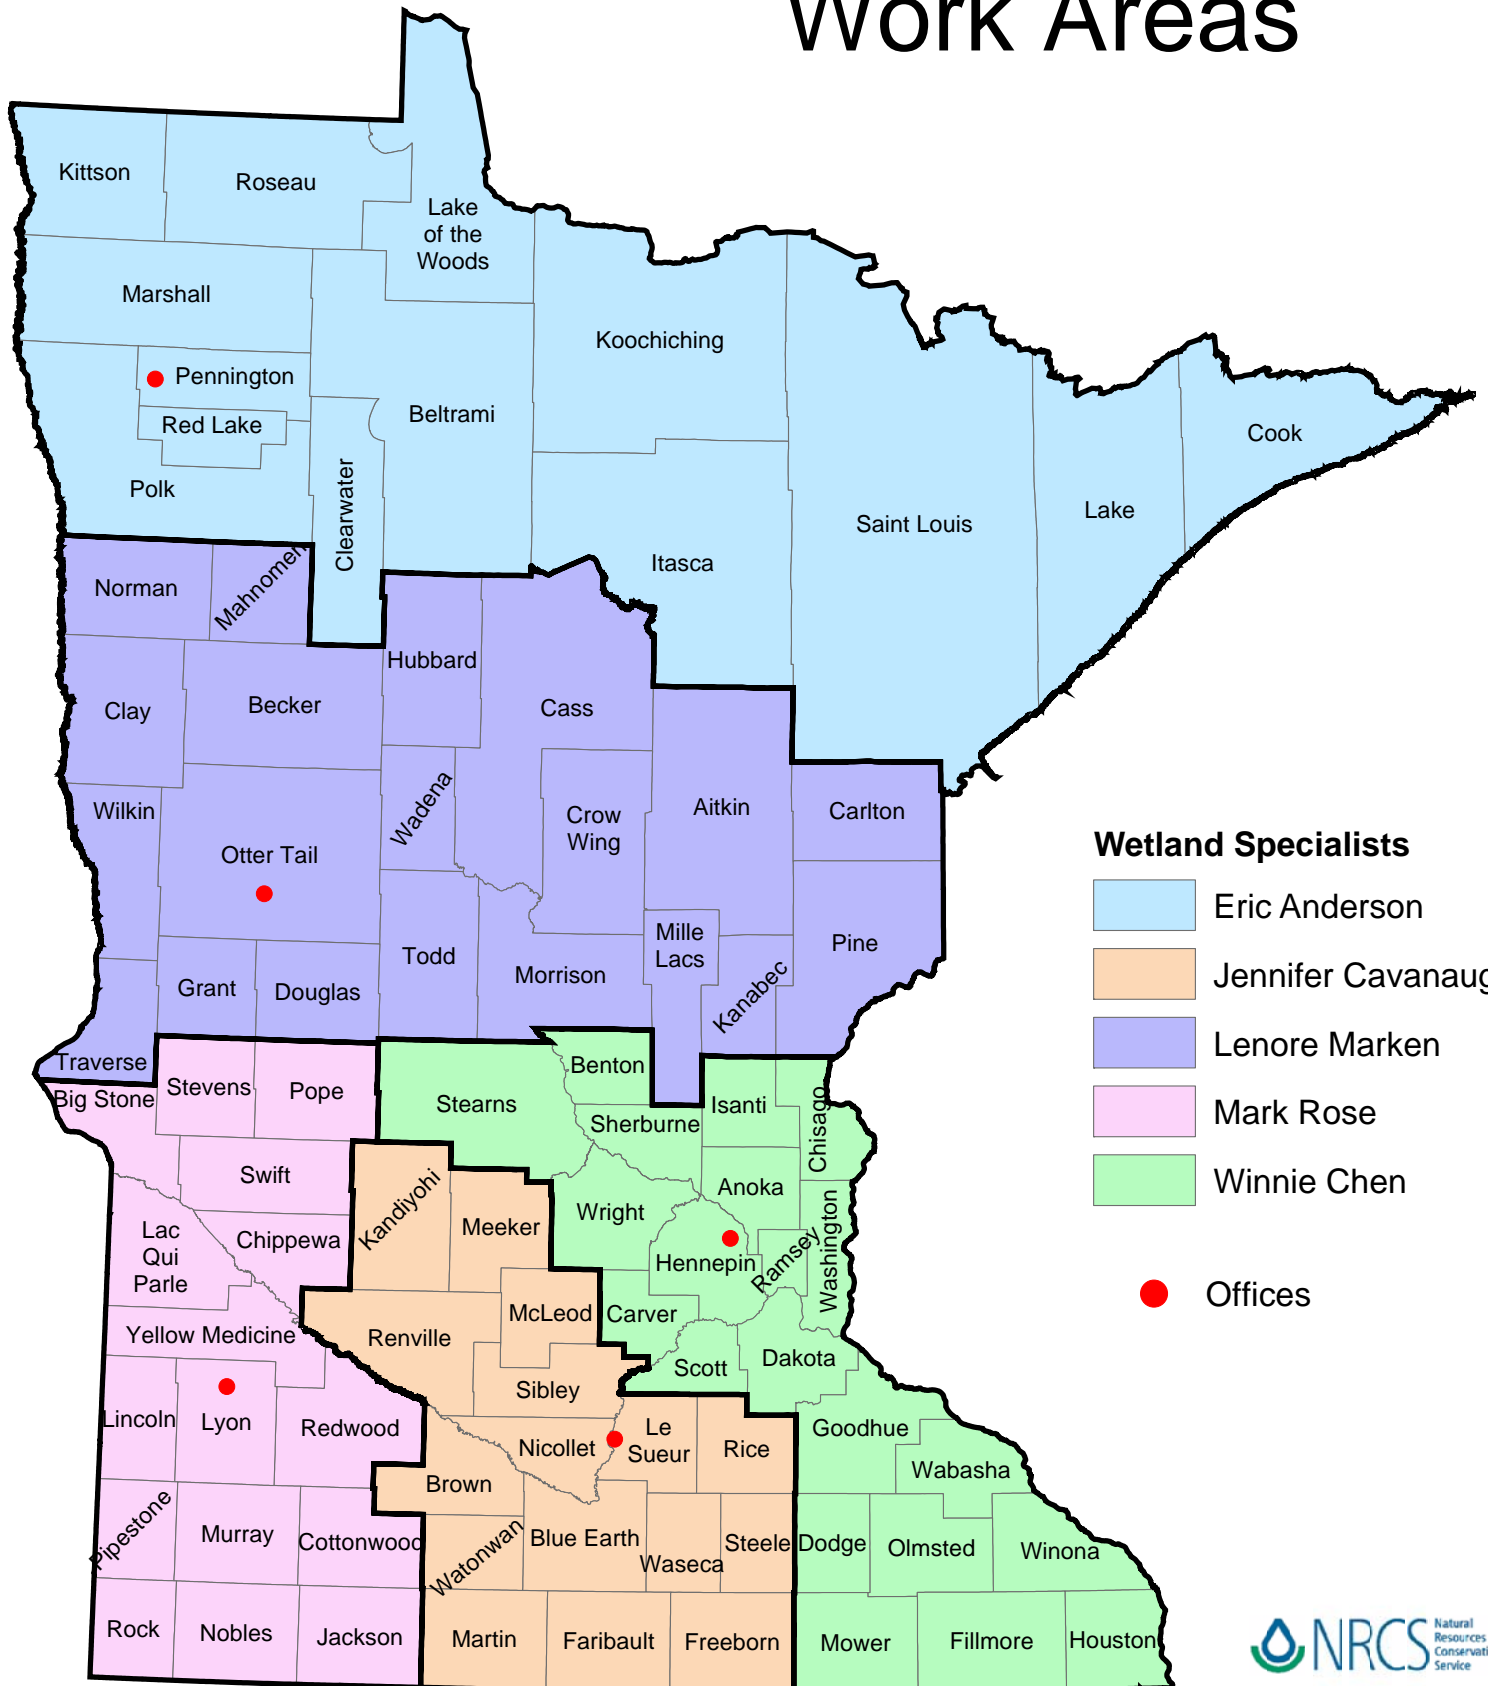 Work Areas
Kittson
Roseau
Lake
of the
Woods
Marshall
Koochiching
Pennington
Red Lake
Beltrami
Cook
Polk
Clearwater
Saint Louis
Lake
Itasca
Norman
Mahnomen
Hubbard
Clay
Becker
Cass
Wadena
Wilkin
Crow
Wing
Aitkin
Carlton
Otter Tail
Mille
Lacs
Pine
Todd
Morrison
Kanabec
Grant
Douglas
Traverse
Benton
Big Stone
Stevens
Pope
Stearns
Isanti
Chisago
Sherburne
Swift
Kandiyohi
Anoka
Wright
Meeker
Lac
Qui
Parle
Chippewa
Hennepin
Ramsey
Washington
McLeod
Carver
Yellow Medicine
Renville
Scott
Dakota
Sibley
Lincoln
Lyon
Redwood
Nicollet
Le
Sueur
Rice
Goodhue
Wabasha
Brown
Pipestone
Murray
Cottonwood
Watonwan
Blue Earth
Waseca
Steele
Dodge
Olmsted
Winona
Rock
Nobles
Jackson
Martin
Faribault
Freeborn
Mower
Fillmore
Houston
Wetland Specialists
Eric Anderson
Jennifer Cavanaug
Lenore Marken
Mark Rose
Winnie Chen
Offices
NRCS
Natural
Resources
Conservati
Service